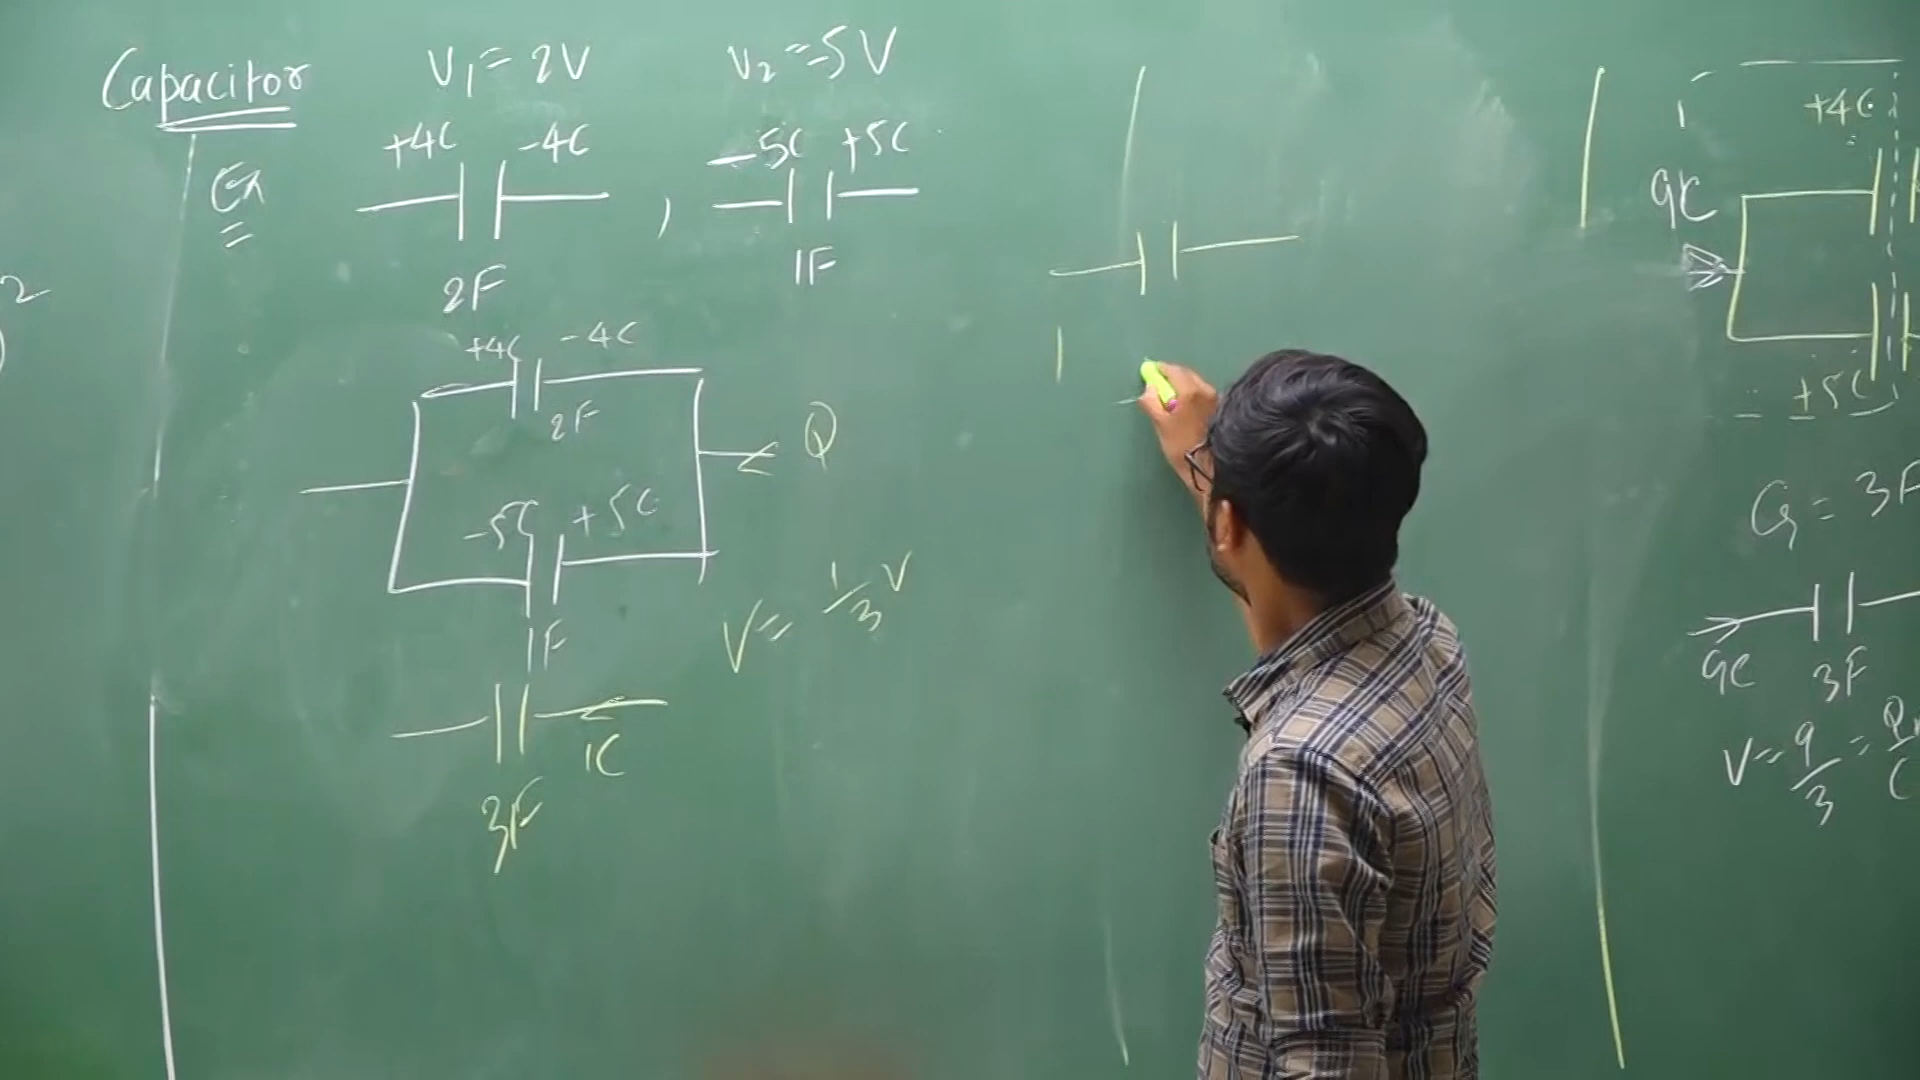 Capacitor
Ex
V₁ = 2V
V₂ = 5V
+4C -4C
-5C +5C
2F
,
1F
+4C -4C
2F
Q
-5C +5C
1F
V = 1/3 V
1C
3F
2
)
+4C
9C
+5C
= 3F
9C 3F
V = 9/3 =